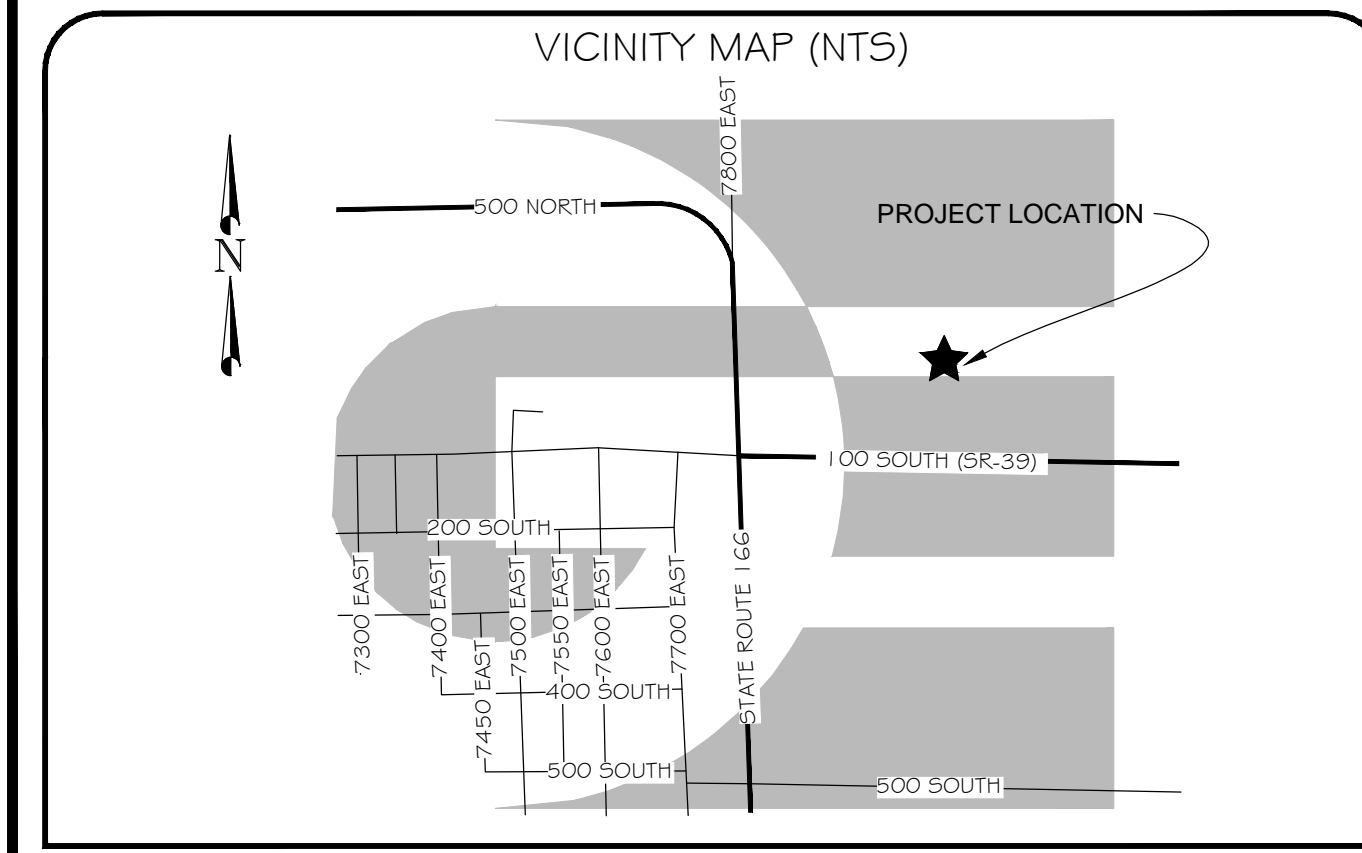 VICINITY MAP (NTS)
7800 EAST
PROJECT LOCATION
500 NORTH
N
100 SOUTH (SR-39)
200 SOUTH
7300 EAST
7400 EAST
7450 EAST
7500 EAST
7550 EAST
7600 EAST
7700 EAST
STATE ROUTE 166
400 SOUTH
500 SOUTH
500 SOUTH